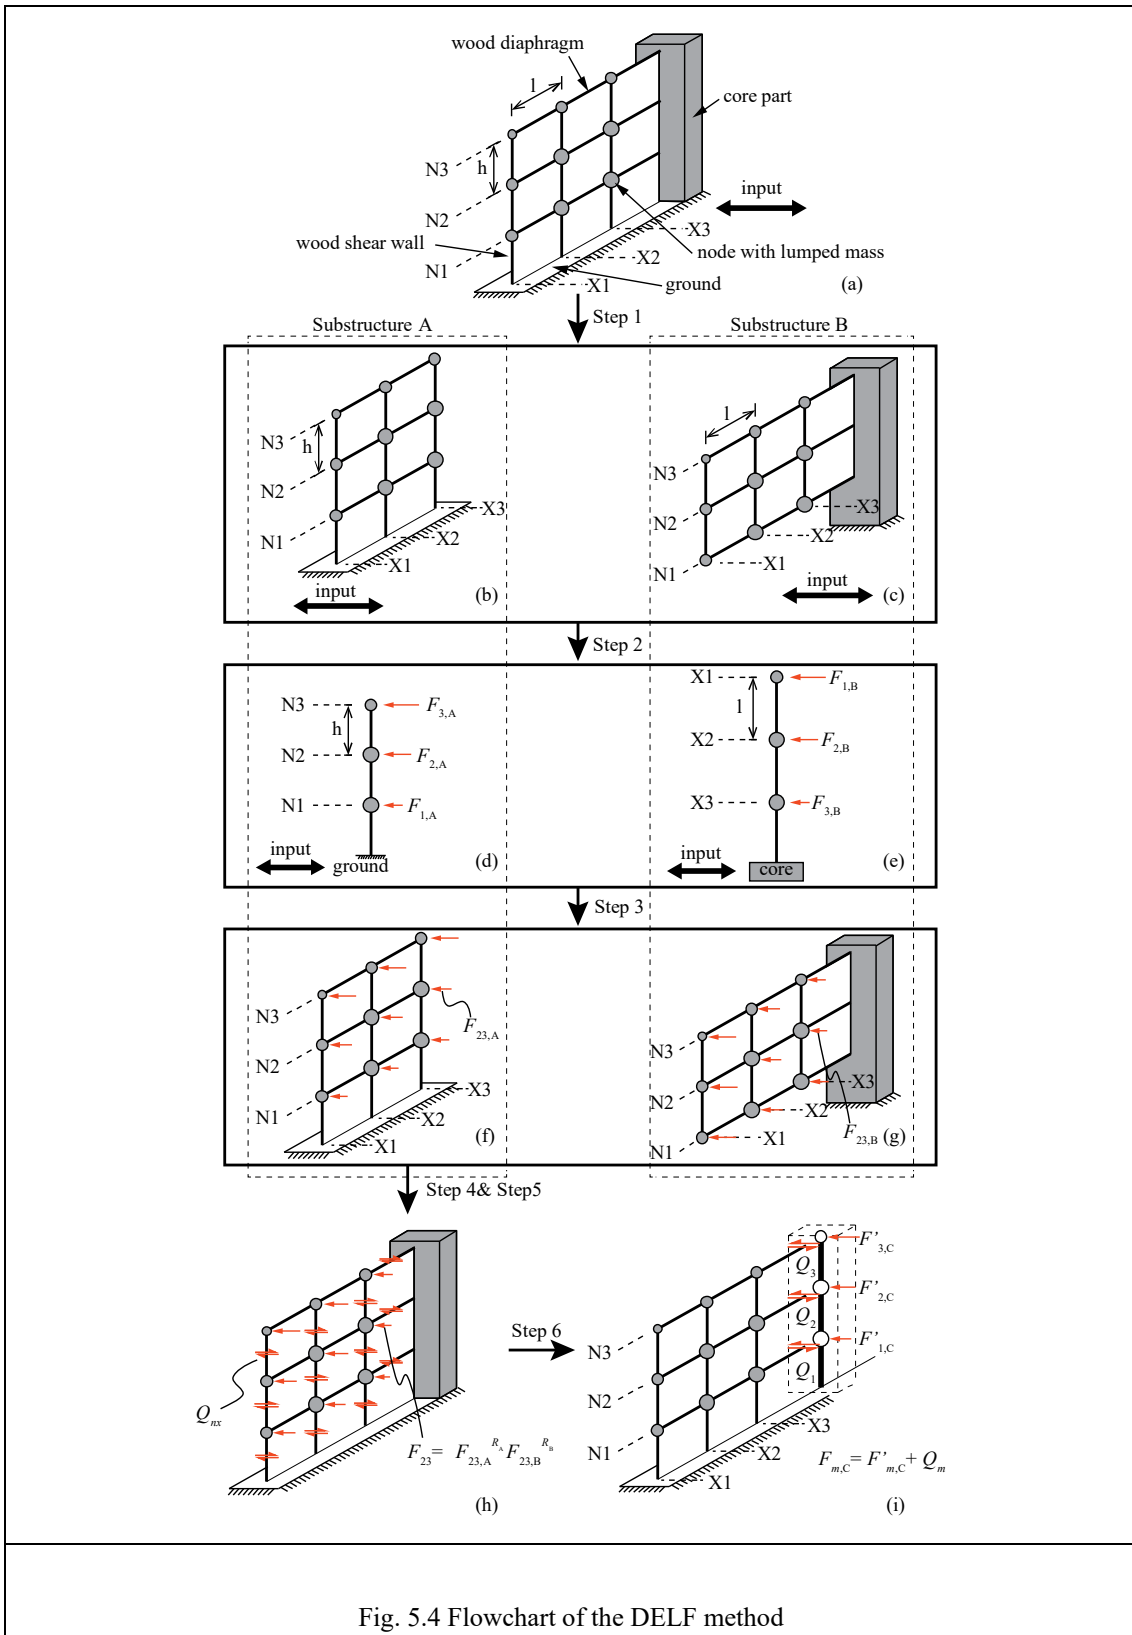 wood diaphragm
l
core part
N3
h
input
N2
X3
wood shear wall
node with lumped mass
N1
X2
ground
X1
(a)
Step 1
Substructure A
Substructure B
N3
h
N2
X3
N1
X2
X1
input
(b)
l
N3
X3
N2
X2
N1
X1
input
(c)
Step 2
N3
F3,A
h
N2
F2,A
N1
F1,A
input
ground
(d)
X1
F1,B
l
X2
F2,B
X3
F3,B
input
core
(e)
Step 3
N3
F23,A
N2
X3
N1
X2
X1
(f)
N3
N2
X3
X2
N1
X1
F23,B
(g)
Step 4& Step5
Qnx
F23= F23,A^RA F23,B^RB
(h)
Step 6
F'3,C
Q3
F'2,C
Q2
F'1,C
Q1
N3
N2
N1
X3
X2
X1
Fm,C= F'm,C+ Qm
(i)
Fig. 5.4 Flowchart of the DELF method